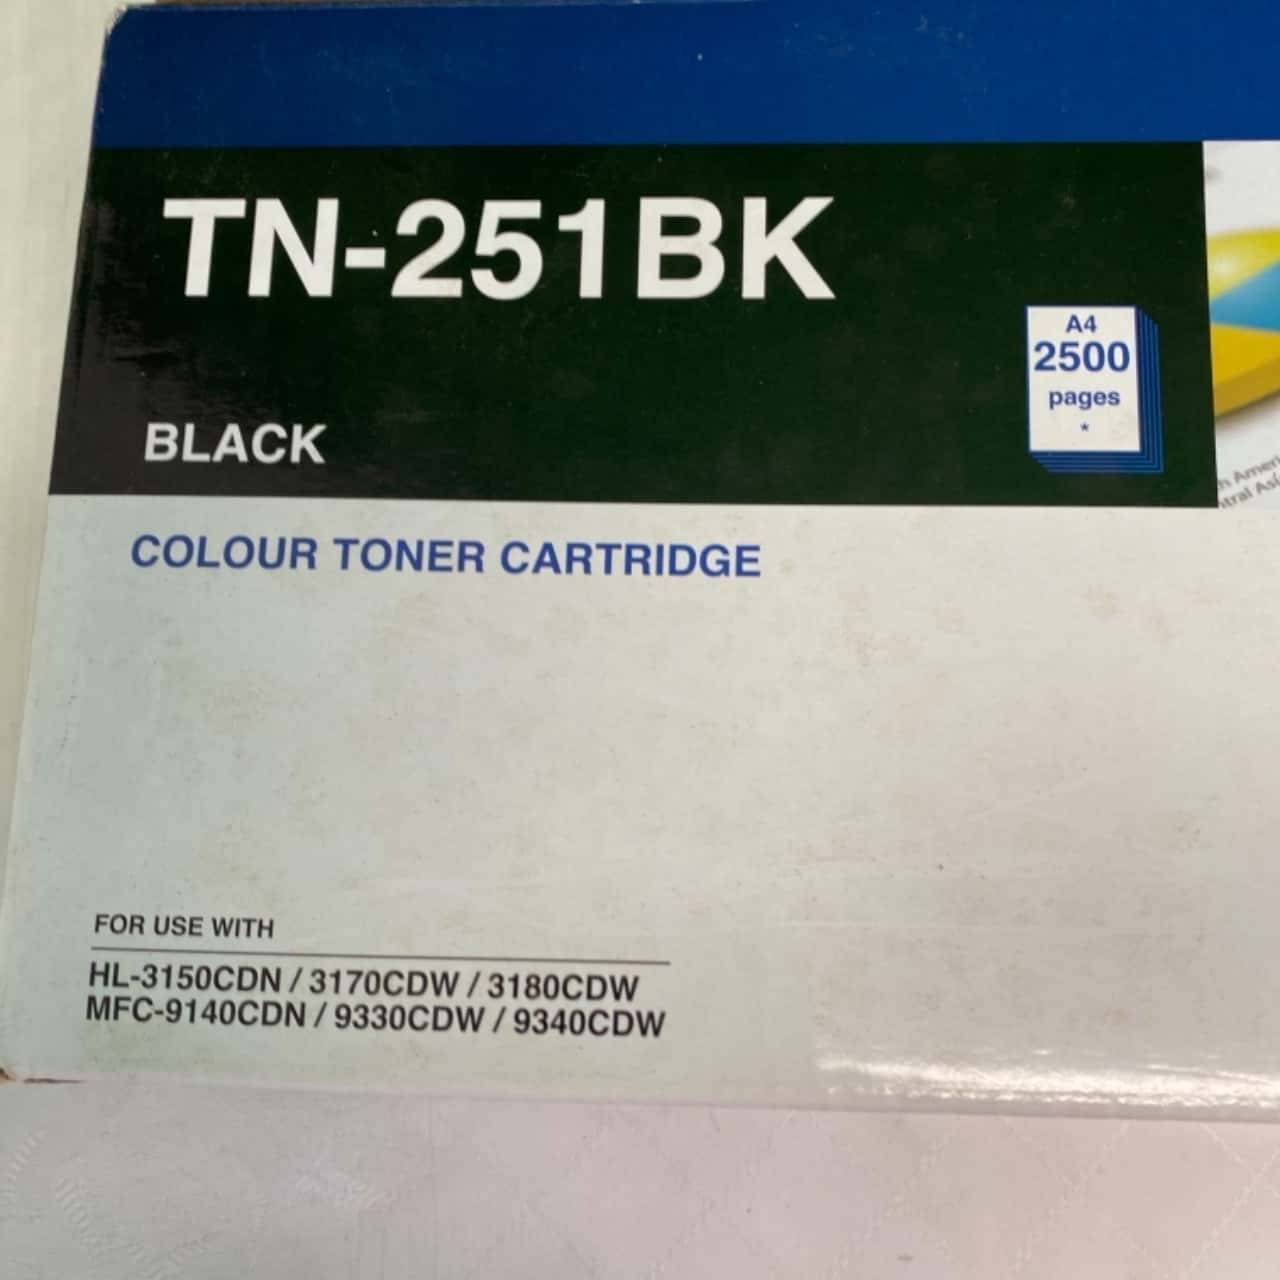 TN-251BK
A4
2500
pages
*
BLACK
COLOUR TONER CARTRIDGE
FOR USE WITH
HL-3150CDN / 3170CDW / 3180CDW
MFC-9140CDN / 9330CDW / 9340CDW